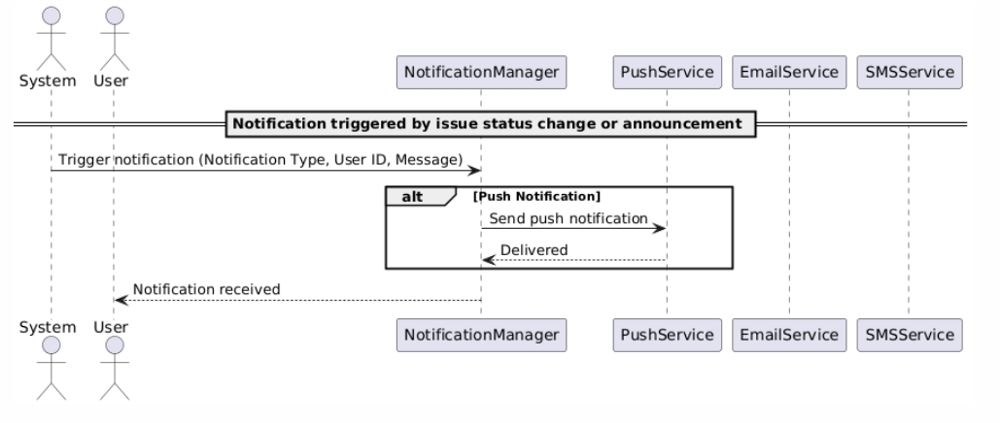 System User
NotificationManager PushService EmailService SMSService
Notification triggered by issue status change or announcement
Trigger notification (Notification Type, User ID, Message)
alt [Push Notification]
Send push notification
Delivered
Notification received
System User
NotificationManager PushService EmailService SMSService